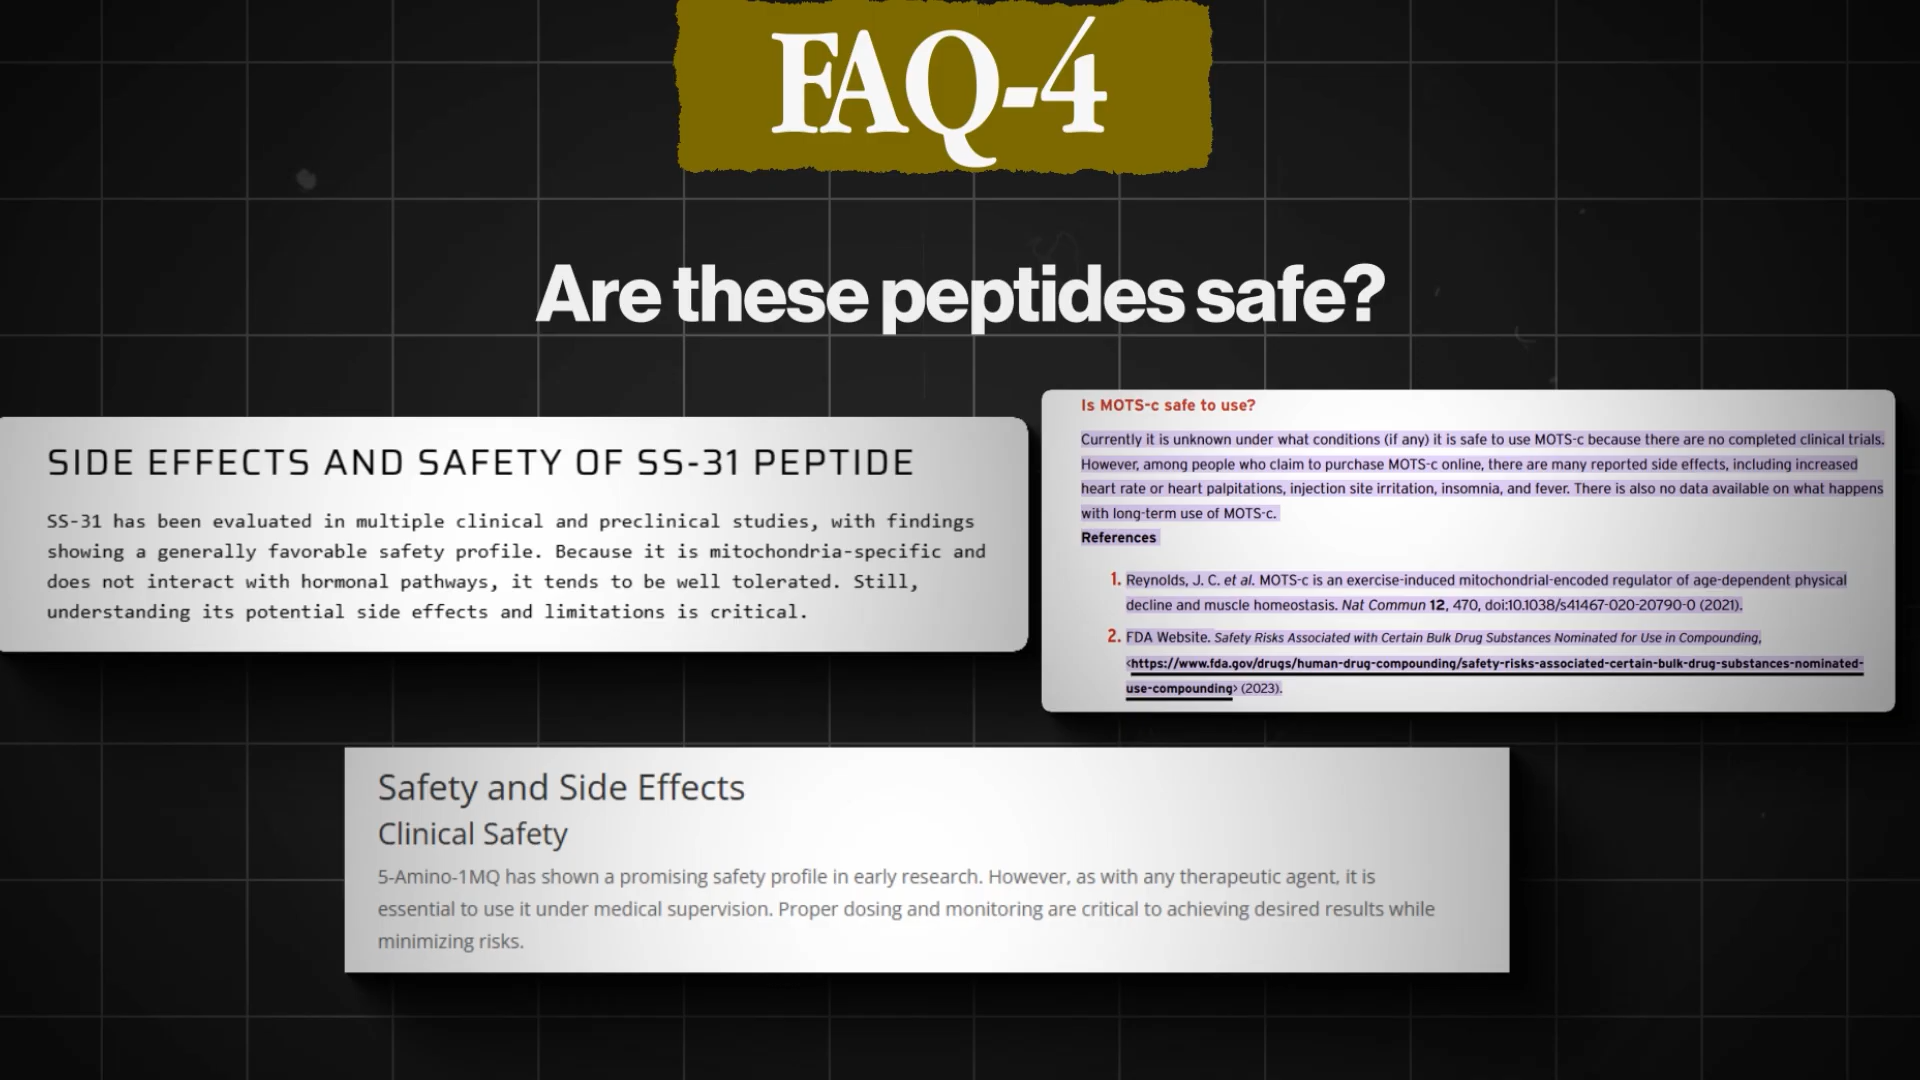 FAQ-4
Are these peptides safe?
SIDE EFFECTS AND SAFETY OF SS-31 PEPTIDE
SS-31 has been evaluated in multiple clinical and preclinical studies, with findings
showing a generally favorable safety profile. Because it is mitochondria-specific and
does not interact with hormonal pathways, it tends to be well tolerated. Still,
understanding its potential side effects and limitations is critical.
Is MOTS-c safe to use?
Currently it is unknown under what conditions (if any) it is safe to use MOTS-c because there are no completed clinical trials.
However, among people who claim to purchase MOTS-c online, there are many reported side effects, including increased
heart rate or heart palpitations, injection site irritation, insomnia, and fever. There is also no data available on what happens
with long-term use of MOTS-c.
References
1. Reynolds, J. C. et al. MOTS-c is an exercise-induced mitochondrial-encoded regulator of age-dependent physical
decline and muscle homeostasis. Nat Commun 12, 470, doi:10.1038/s41467-020-20790-0 (2021).
2. FDA Website. Safety Risks Associated with Certain Bulk Drug Substances Nominated for Use in Compounding,
<https://www.fda.gov/drugs/human-drug-compounding/safety-risks-associated-certain-bulk-drug-substances-nominated-
use-compounding> (2023).
Safety and Side Effects
Clinical Safety
5-Amino-1MQ has shown a promising safety profile in early research. However, as with any therapeutic agent, it is
essential to use it under medical supervision. Proper dosing and monitoring are critical to achieving desired results while
minimizing risks.